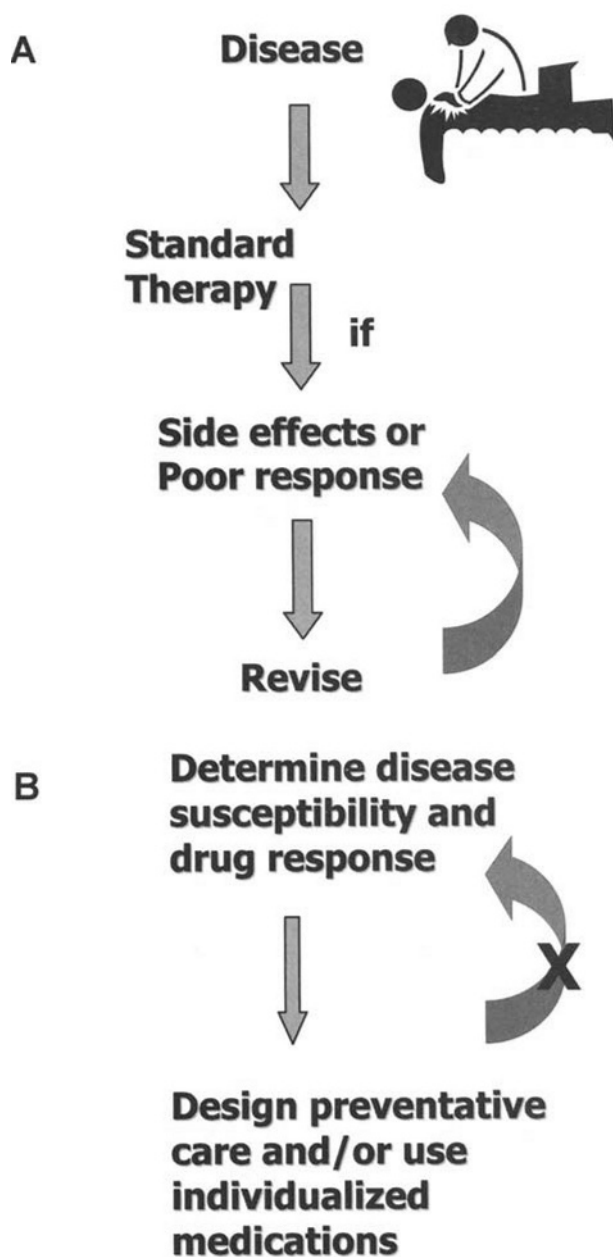 A
Disease
Standard
Therapy
if
Side effects or
Poor response
Revise
B
Determine disease
susceptibility and
drug response
X
Design preventative
care and/or use
individualized
medications